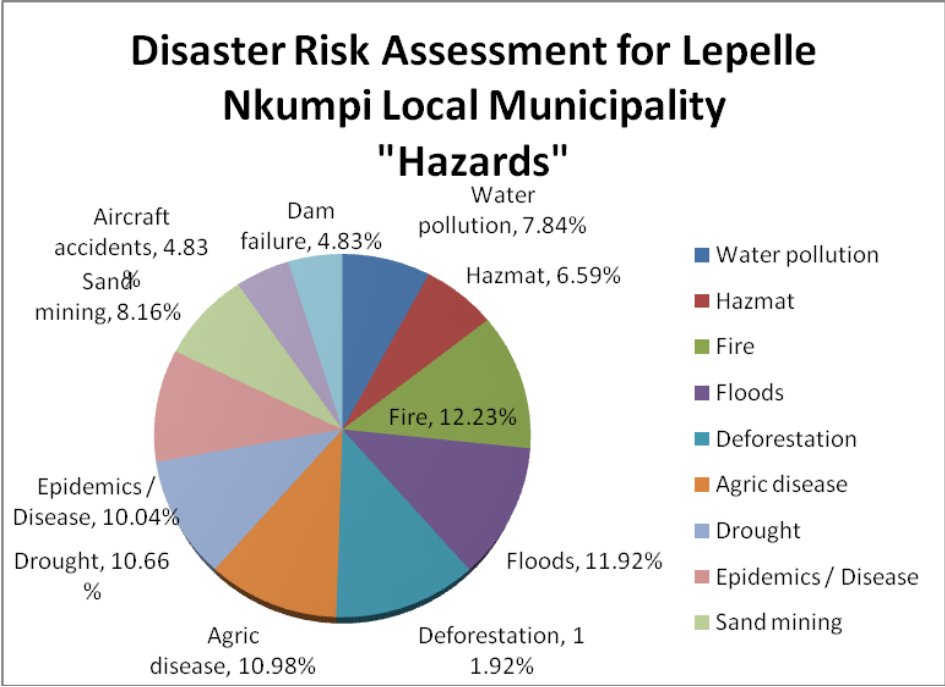 Disaster Risk Assessment for Lepelle
Nkumpi Local Municipality
"Hazards"
Water
pollution, 7.84%
Hazmat, 6.59%
Fire, 12.23%
Floods, 11.92%
Deforestation, 1
1.92%
Agric
disease, 10.98%
Drought, 10.66
%
Epidemics /
Disease, 10.04%
Sand
mining, 8.16%
Aircraft
accidents, 4.83
%
Dam
failure, 4.83%
Water pollution
Hazmat
Fire
Floods
Deforestation
Agric disease
Drought
Epidemics / Disease
Sand mining